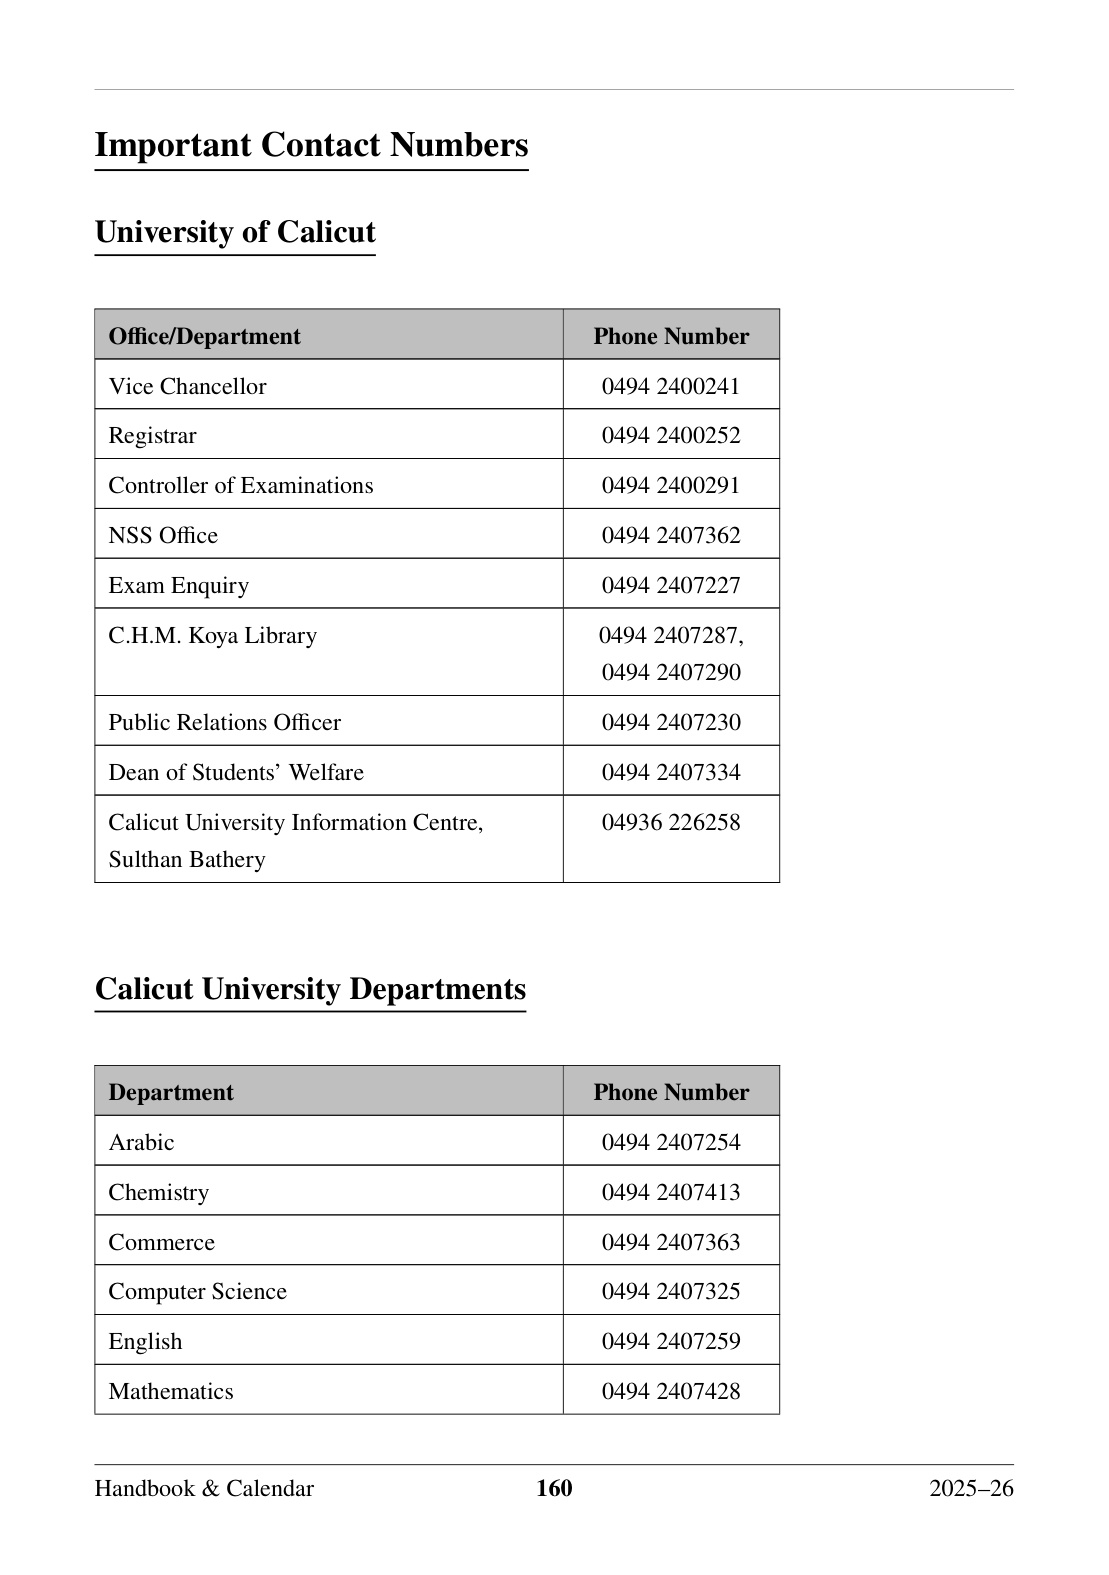 Important Contact Numbers
University of Calicut
Office/Department Phone Number
Vice Chancellor 0494 2400241
Registrar 0494 2400252
Controller of Examinations 0494 2400291
NSS Office 0494 2407362
Exam Enquiry 0494 2407227
C.H.M. Koya Library 0494 2407287,
0494 2407290
Public Relations Officer 0494 2407230
Dean of Students’ Welfare 0494 2407334
Calicut University Information Centre, 04936 226258
Sulthan Bathery
Calicut University Departments
Department Phone Number
Arabic 0494 2407254
Chemistry 0494 2407413
Commerce 0494 2407363
Computer Science 0494 2407325
English 0494 2407259
Mathematics 0494 2407428
Handbook & Calendar 160 2025–26